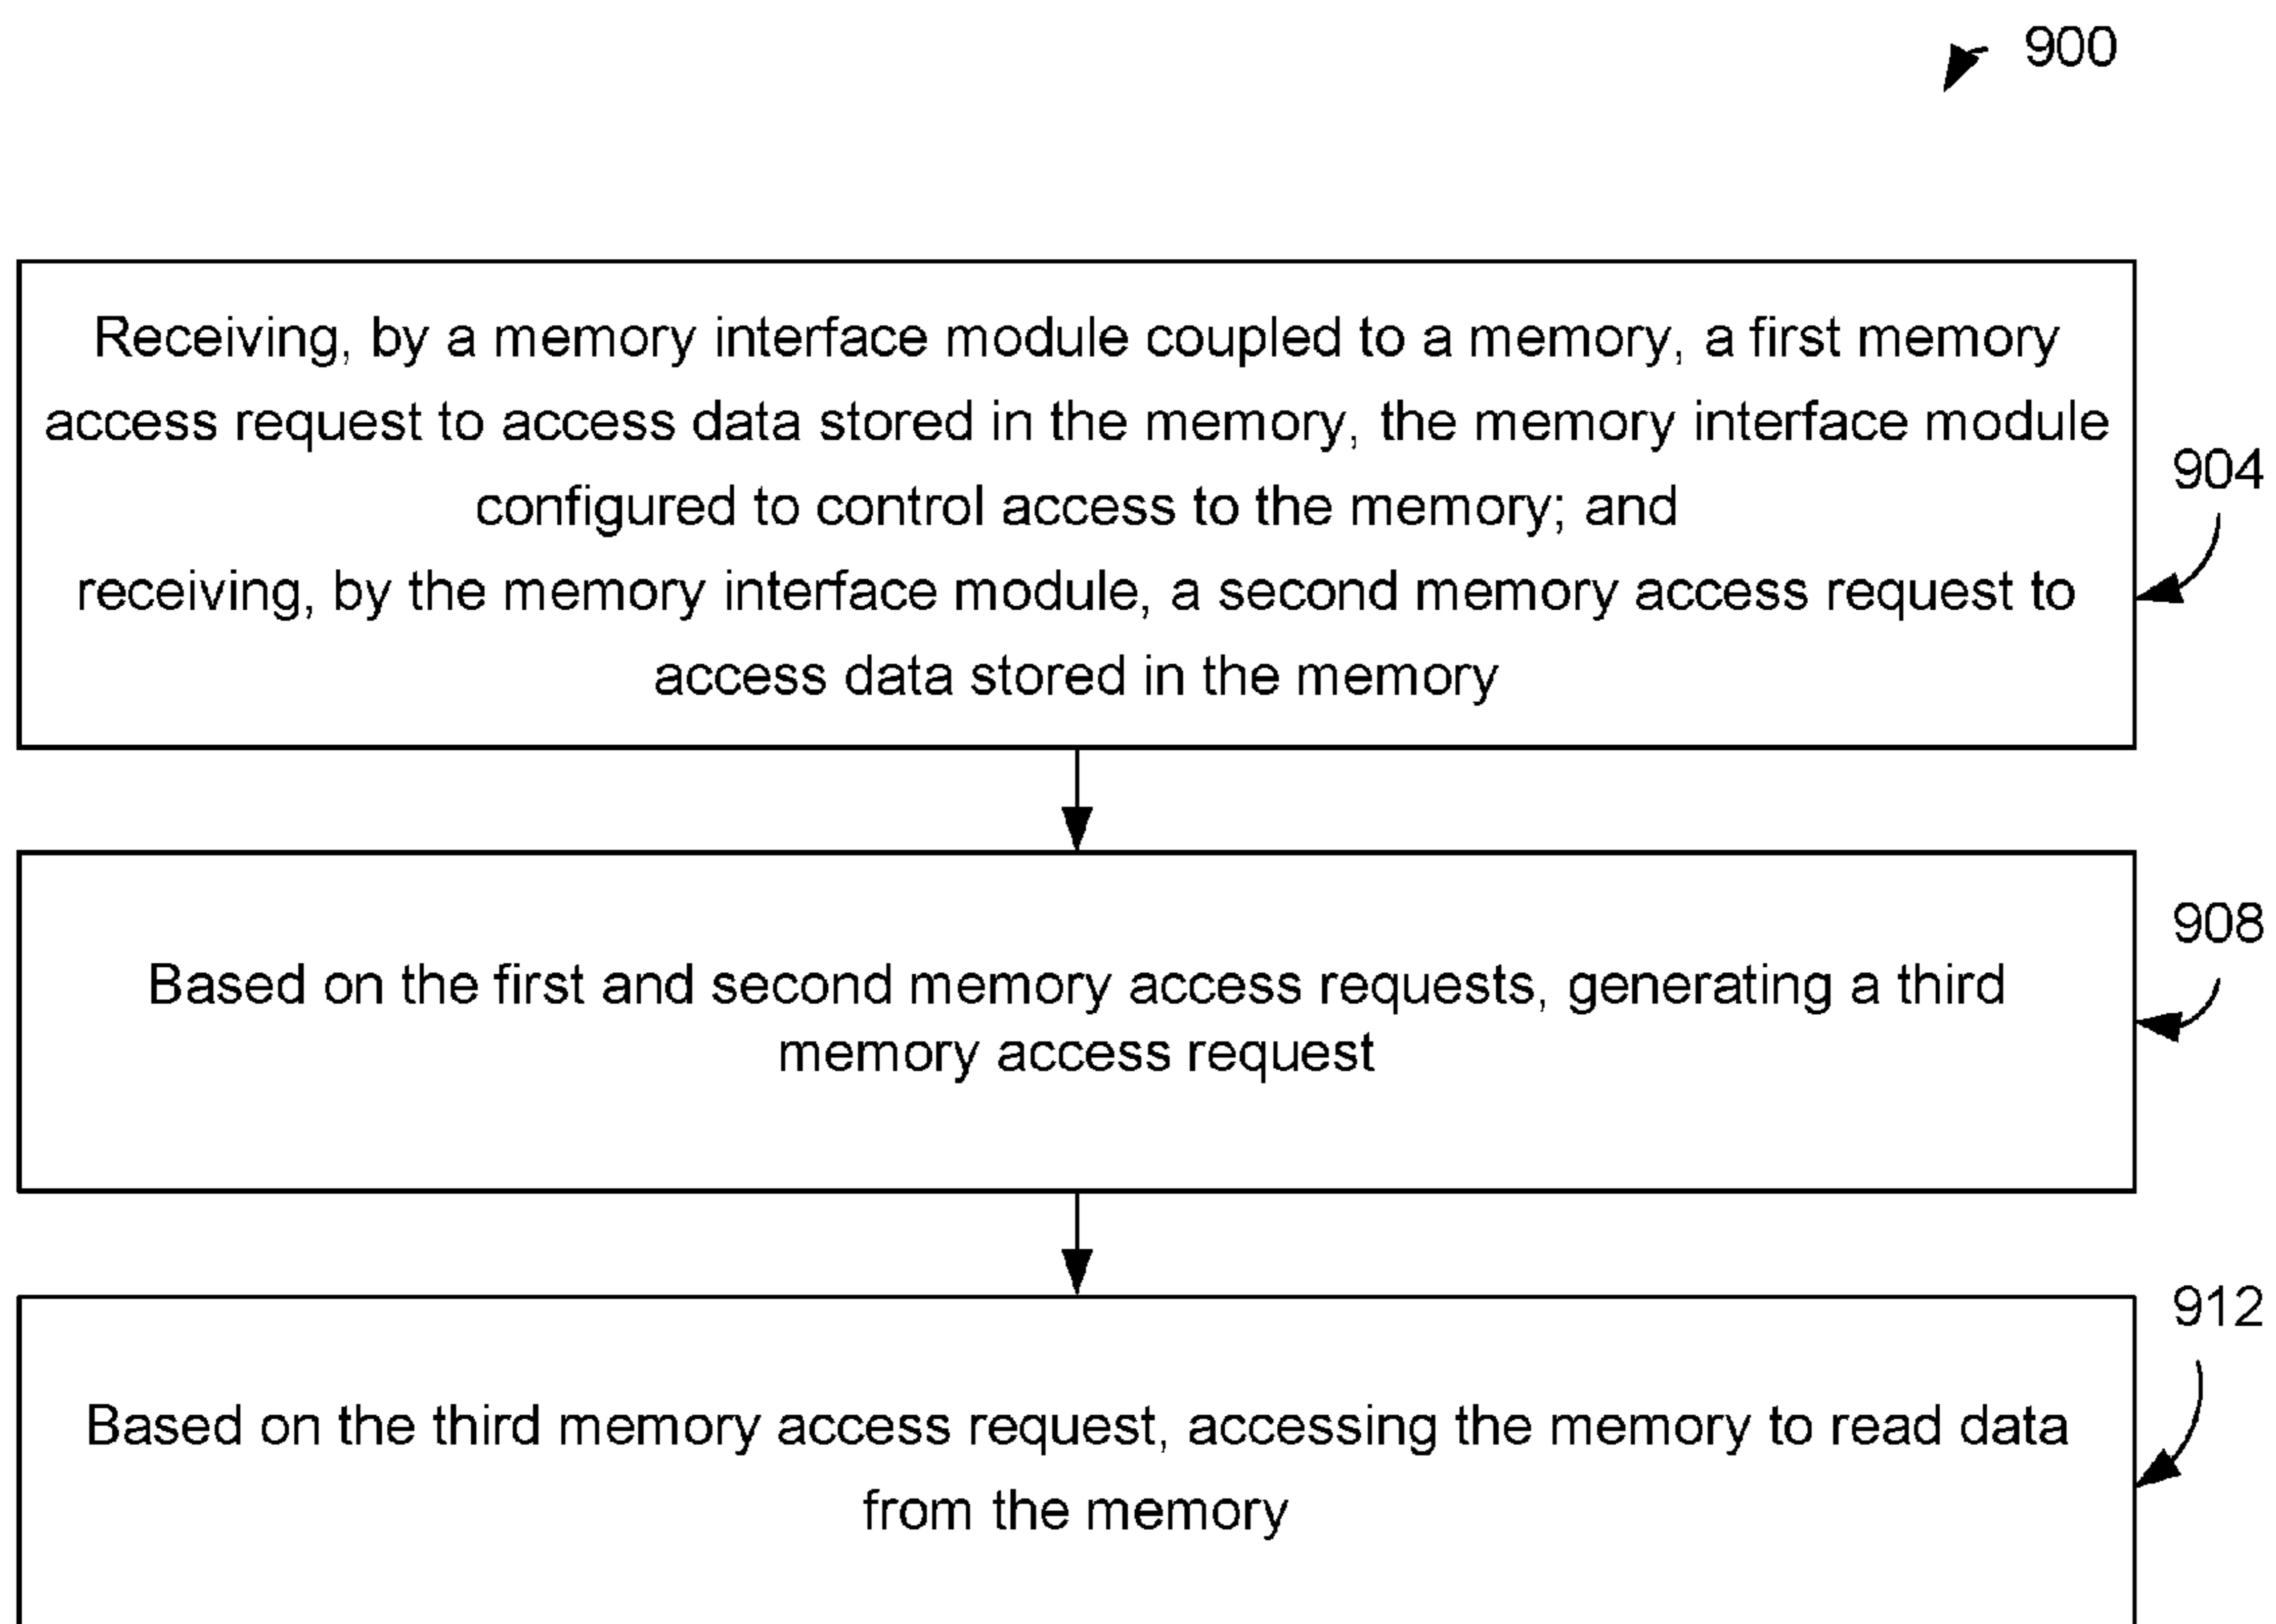 900
Receiving, by a memory interface module coupled to a memory, a first memory
access request to access data stored in the memory, the memory interface module
configured to control access to the memory; and
receiving, by the memory interface module, a second memory access request to
access data stored in the memory
904
Based on the first and second memory access requests, generating a third
memory access request
908
Based on the third memory access request, accessing the memory to read data
from the memory
912